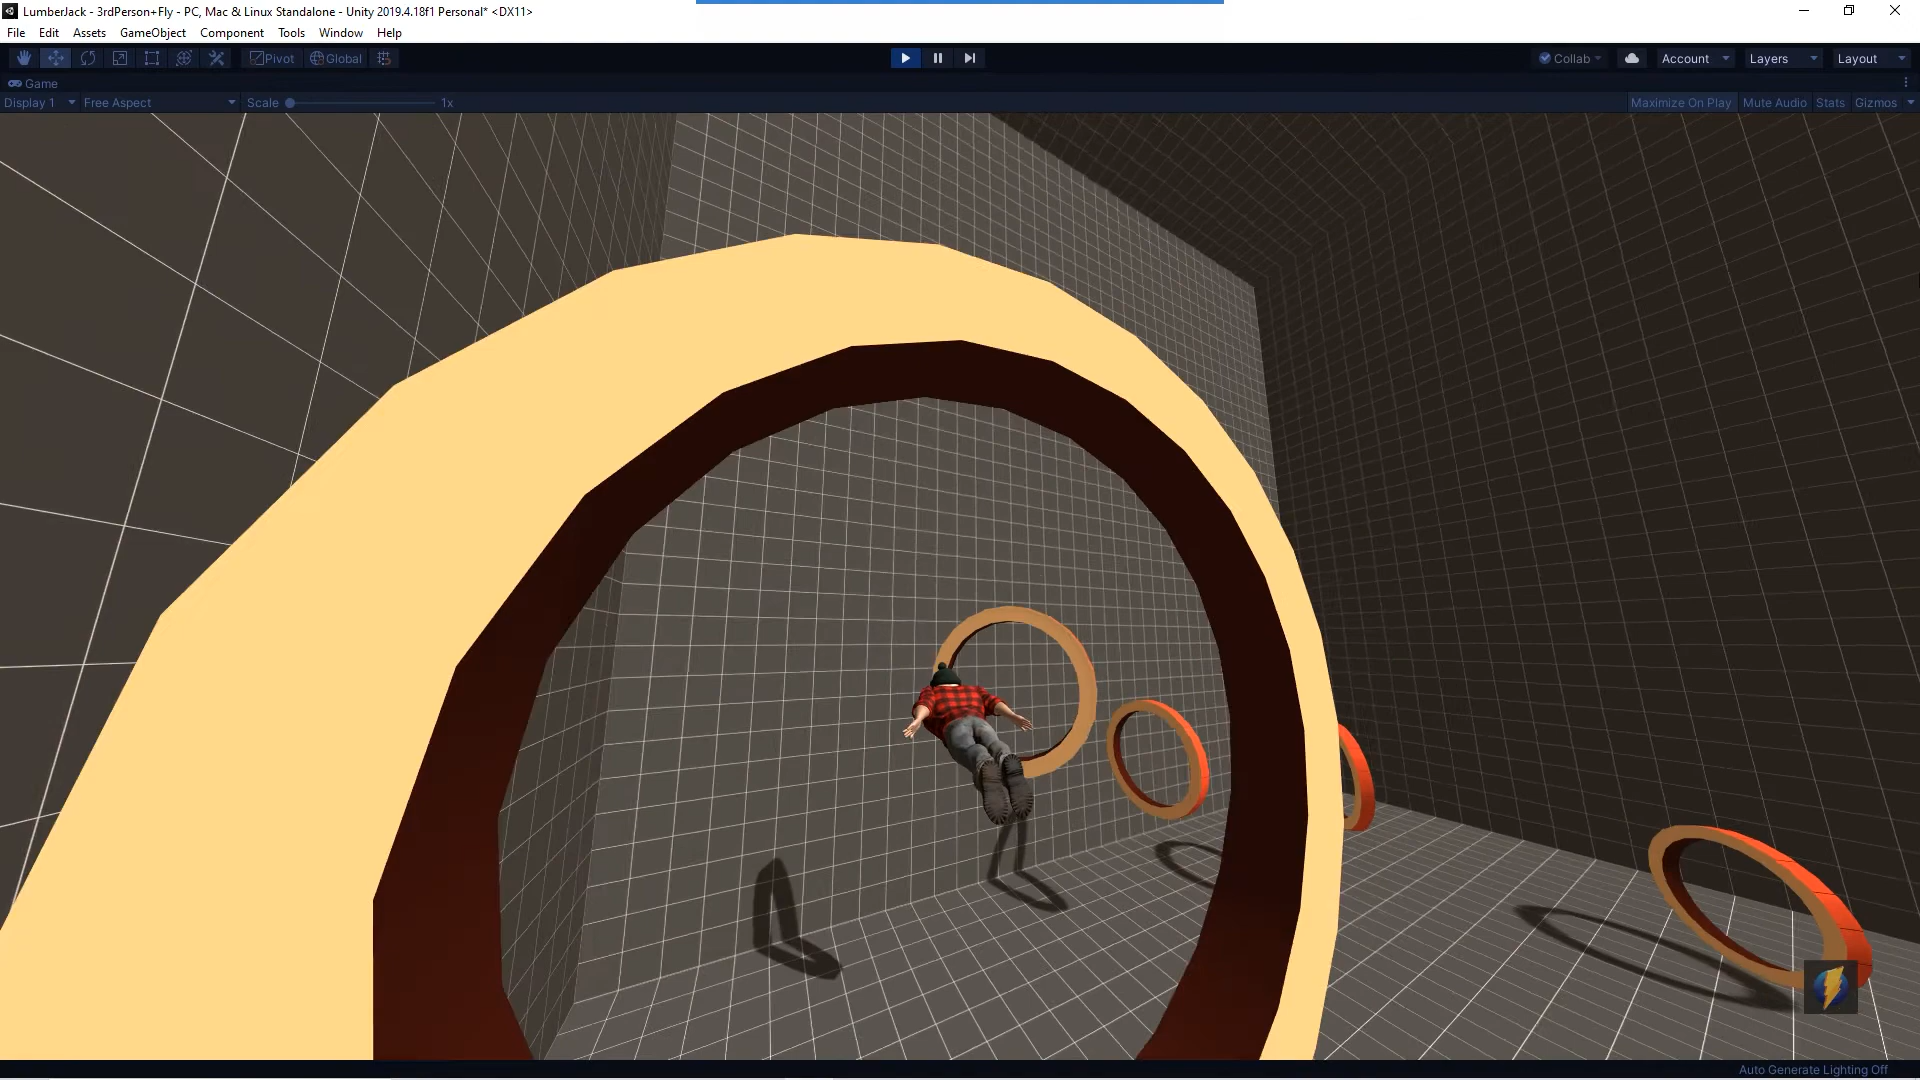 LumberJack - 3rdPerson+Fly - PC, Mac & Linux Standalone - Unity 2019.4.18f1 Personal* <DX11>
File Edit Assets GameObject Component Tools Window Help
Pivot Global Collab Account Layers Layout
Game
Display 1 Free Aspect Scale 1x Maximize On Play Mute Audio Stats Gizmos
Auto Generate Lighting Off